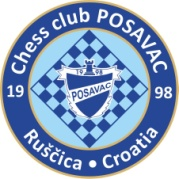 Chess club POSAVAC
19 98
1998
POSAVAC
Ruščica • Croatia